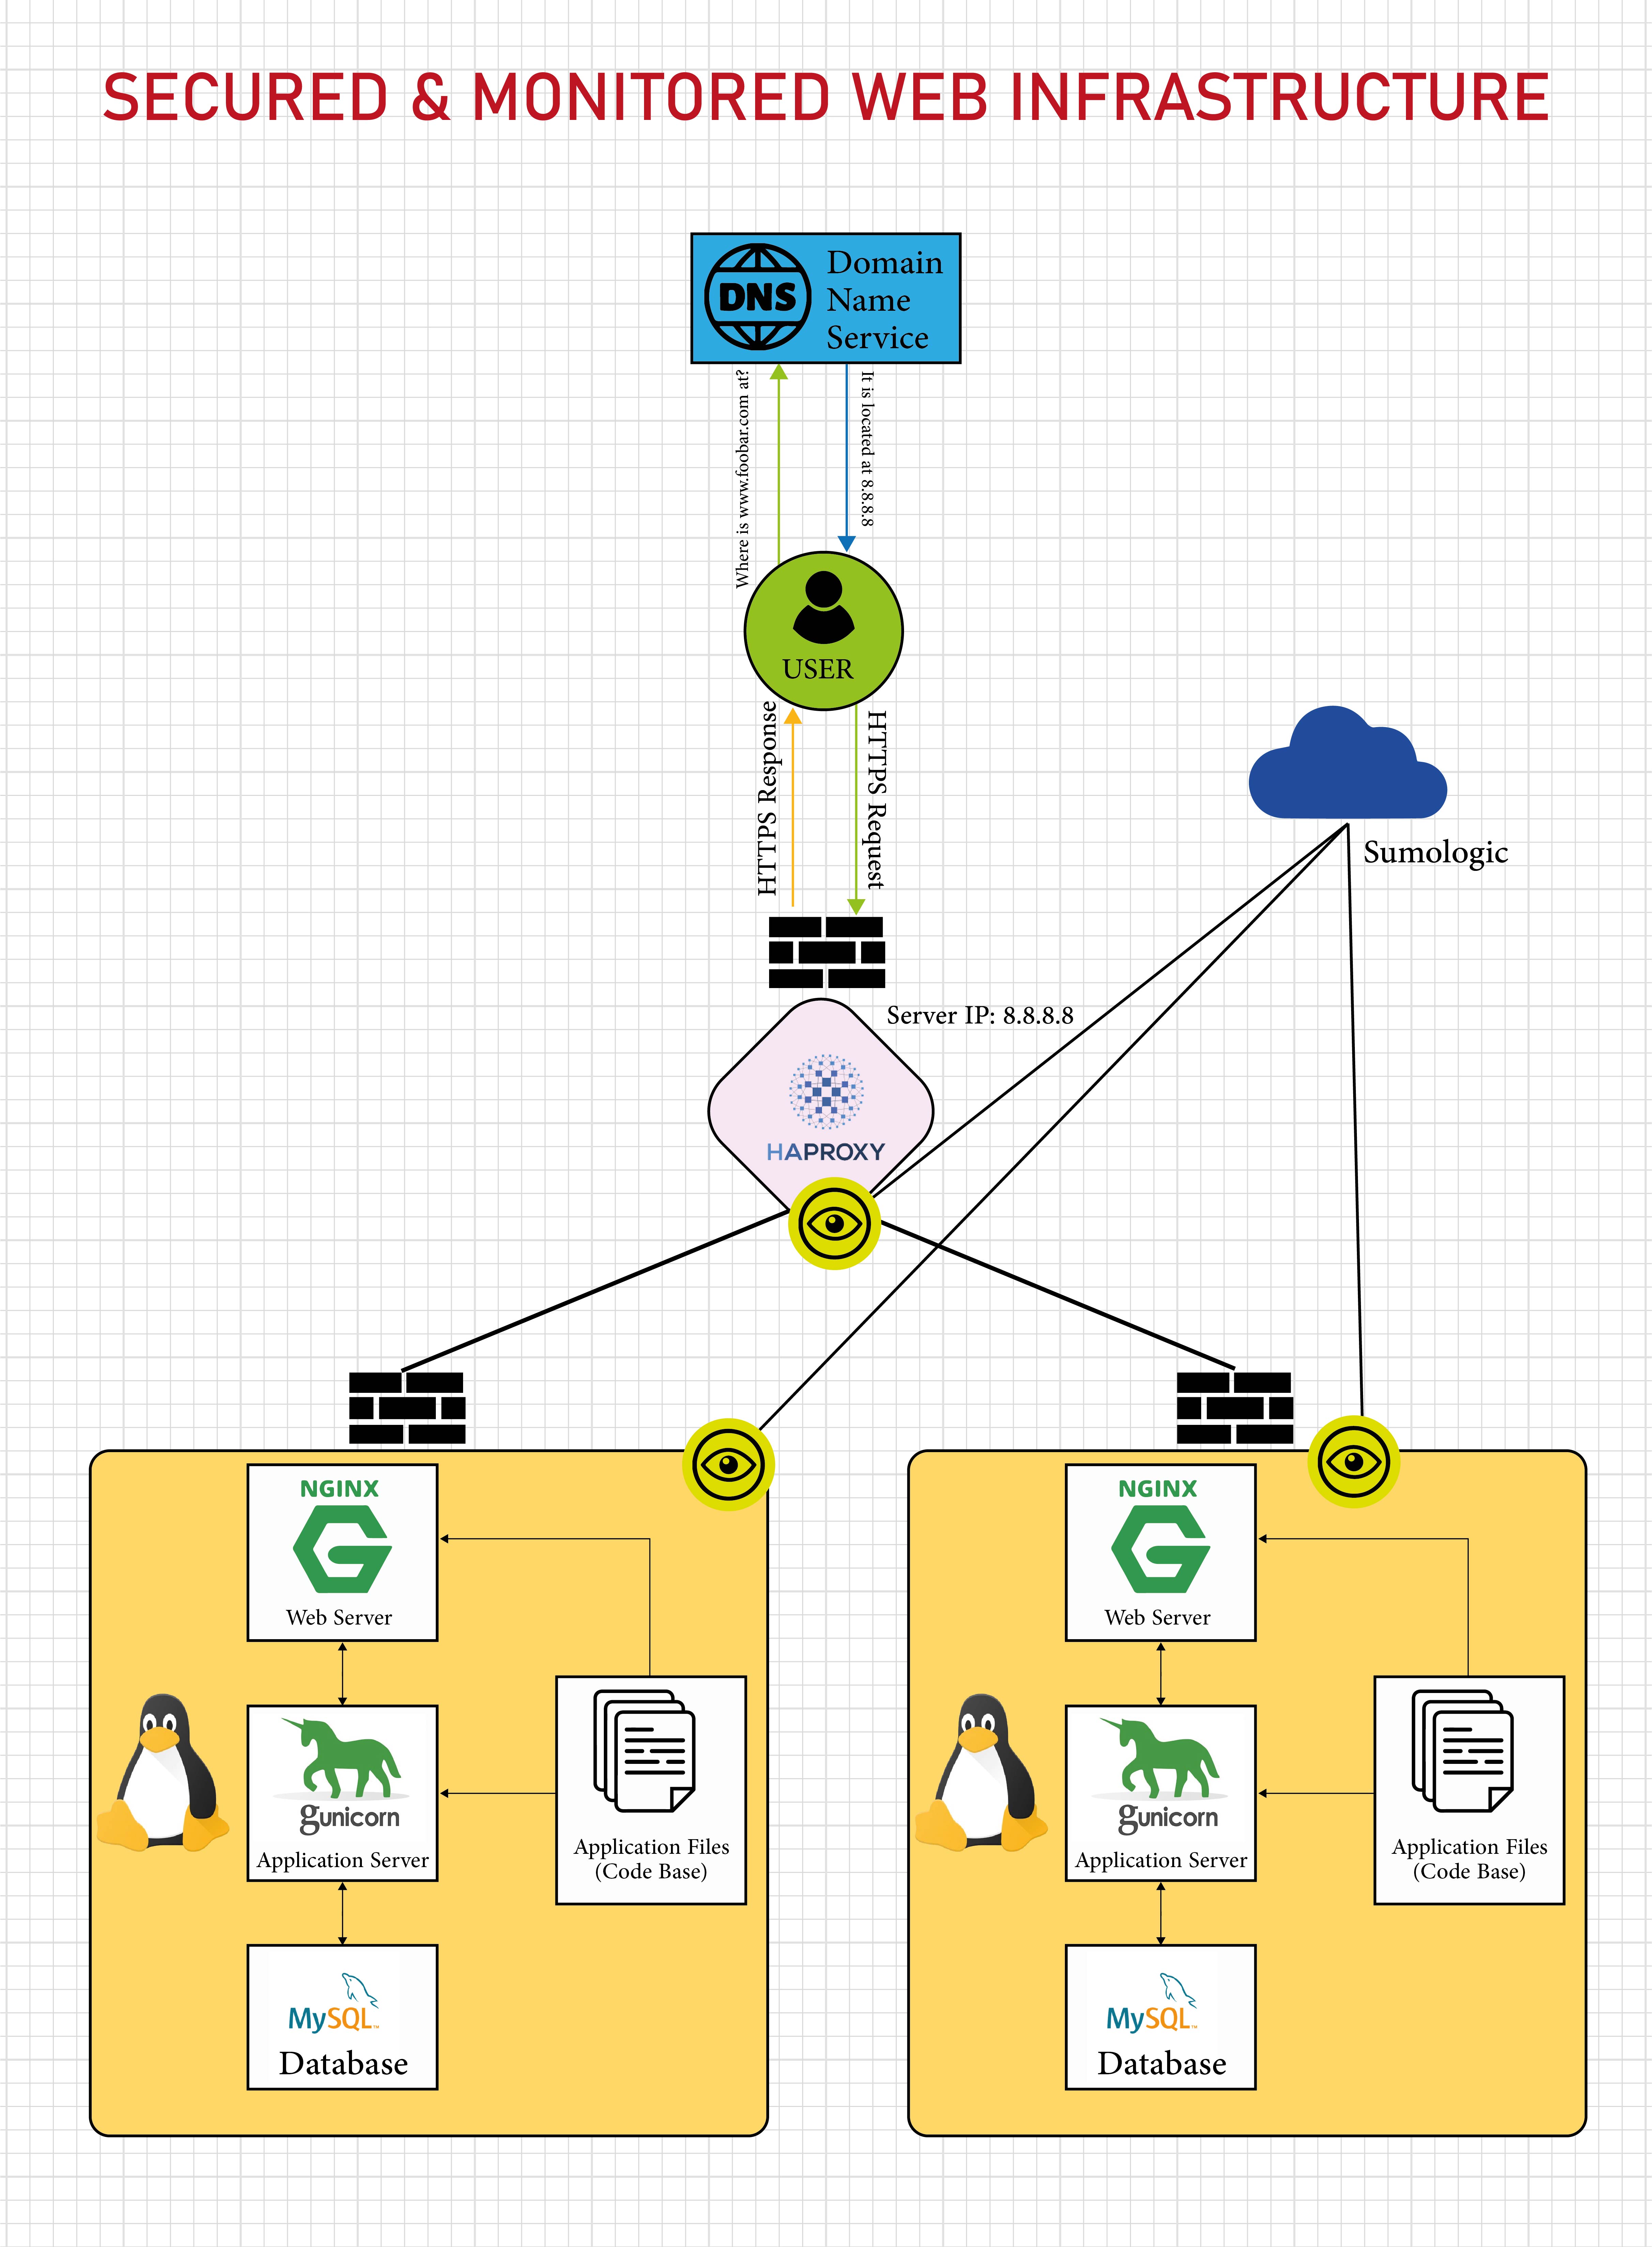 SECURED & MONITORED WEB INFRASTRUCTURE
DNS
Domain
Name
Service
Where is www.foobar.com at?
It is located at 8.8.8.8
USER
HTTPS Response
HTTPS Request
Sumologic
Server IP: 8.8.8.8
HAPROXY
NGINX
Web Server
gunicorn
Application Server
Application Files
(Code Base)
MySQL™
Database
NGINX
Web Server
gunicorn
Application Server
Application Files
(Code Base)
MySQL™
Database